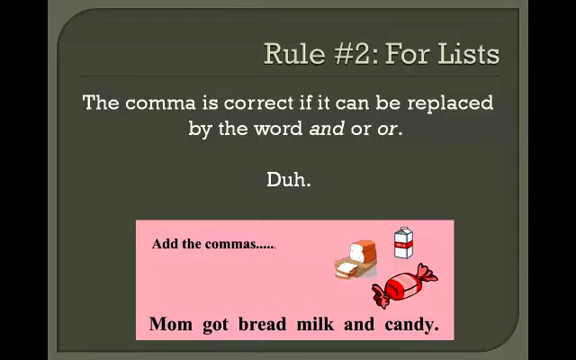 Rule #2: For Lists
The comma is correct if it can be replaced
by the word and or or.
Duh.
Add the commas.....
MILK
Mom got bread milk and candy.